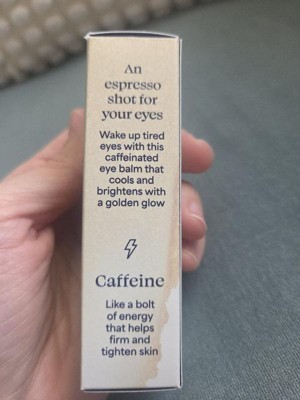 An
espresso
shot for
your eyes
Wake up tired
eyes with this
caffeinated
eye balm that
cools and
brightens with
a golden glow
Caffeine
Like a bolt
of energy
that helps
firm and
tighten skin